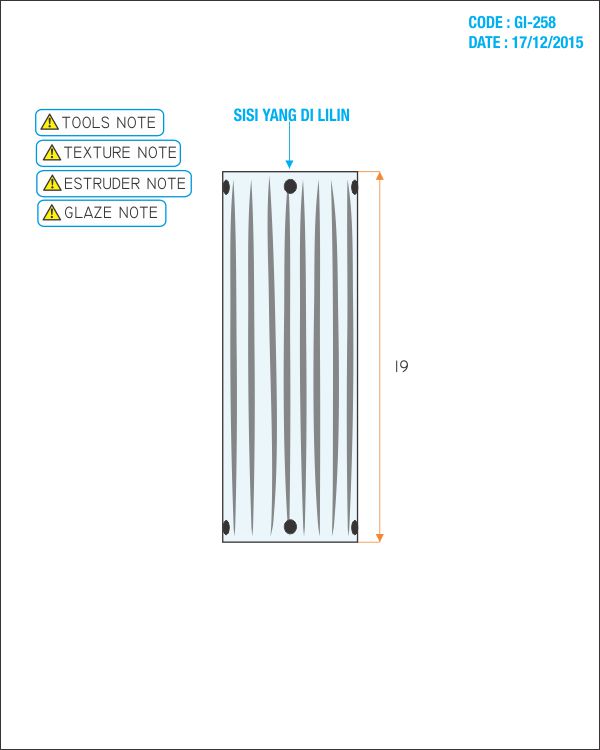 CODE : GI-258
DATE : 17/12/2015
SISI YANG DI LILIN
TOOLS NOTE
TEXTURE NOTE
ESTRUDER NOTE
GLAZE NOTE
19